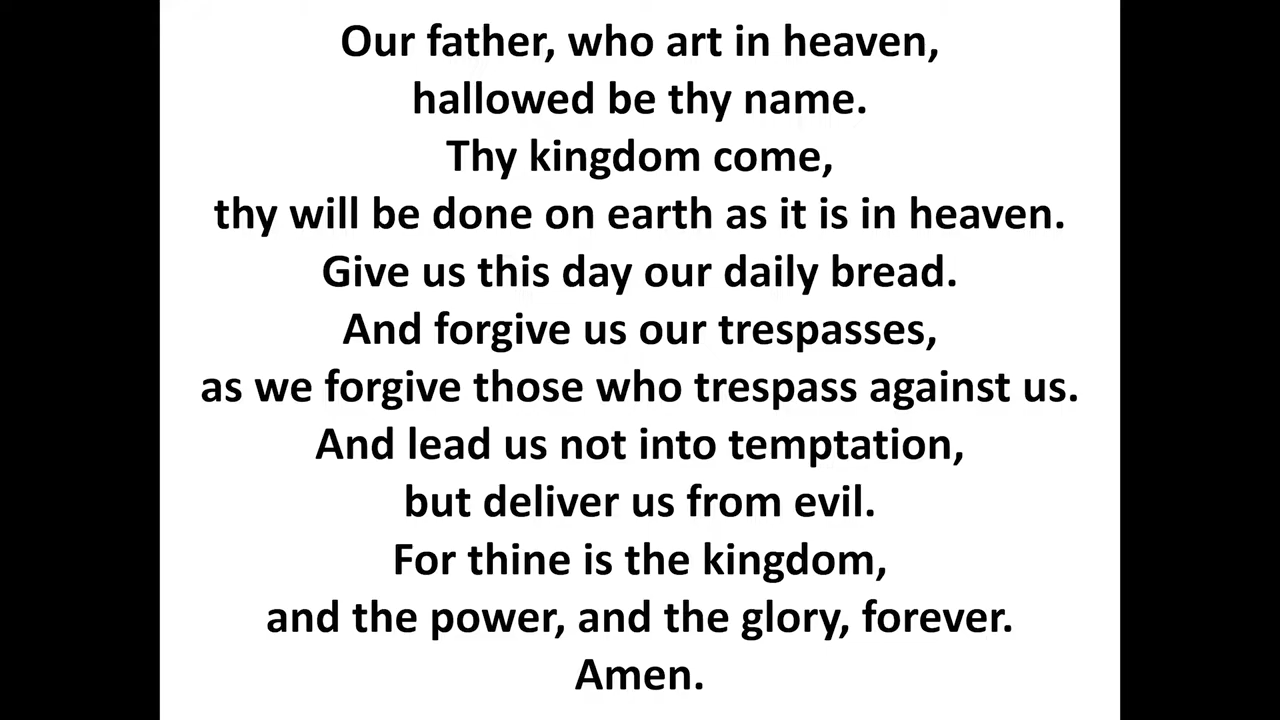 Our father, who art in heaven,
hallowed be thy name.
Thy kingdom come,
thy will be done on earth as it is in heaven.
Give us this day our daily bread.
And forgive us our trespasses,
as we forgive those who trespass against us.
And lead us not into temptation,
but deliver us from evil.
For thine is the kingdom,
and the power, and the glory, forever.
Amen.